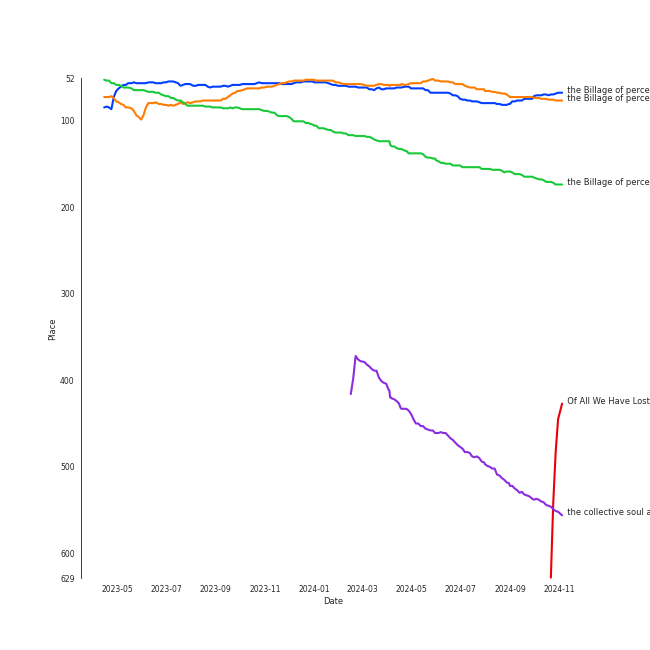 52
the Billage of perce
the Billage of perce
100
the Billage of perce
200
300
Place
400
Of All We Have Lost
500
the collective soul a
600
629
2023-05 2023-07 2023-09 2023-11 2024-01 2024-03 2024-05 2024-07 2024-09 2024-11
Date